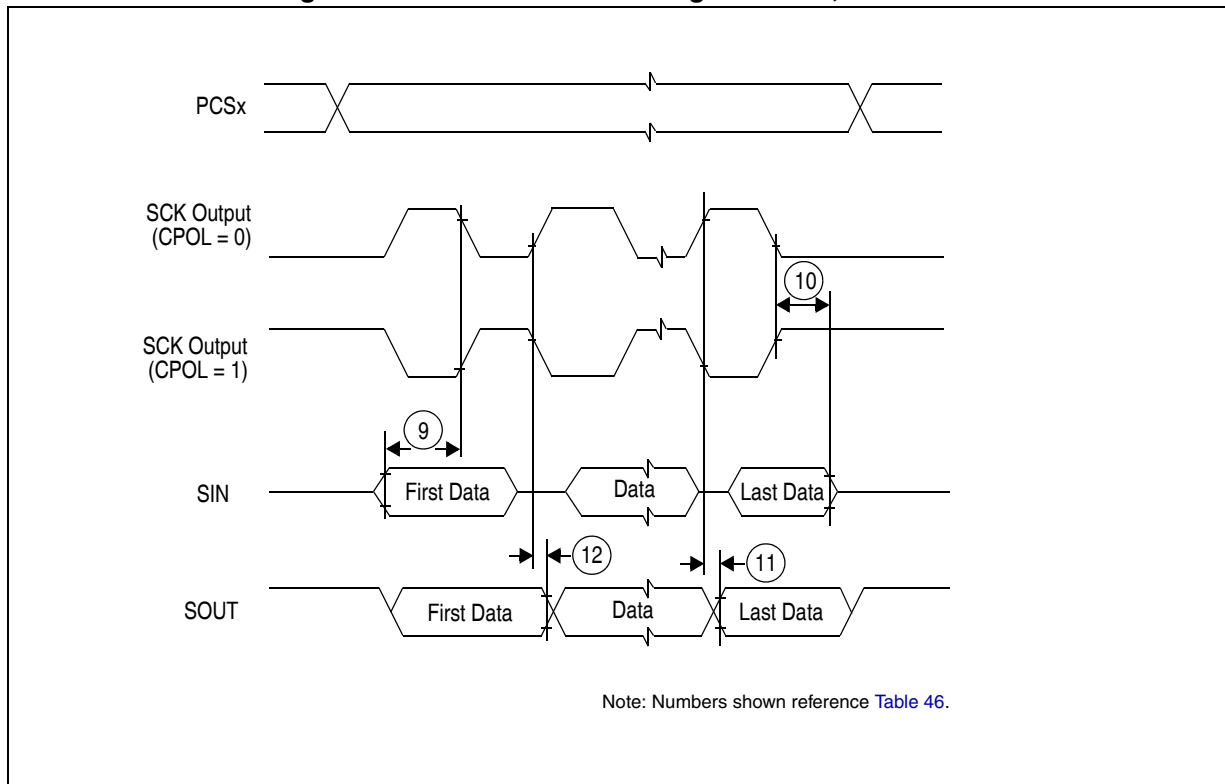 PCSx
SCK Output
(CPOL = 0)
10
SCK Output
(CPOL = 1)
9
SIN
First Data
Data
Last Data
12
11
SOUT
First Data
Data
Last Data
Note: Numbers shown reference Table 46.